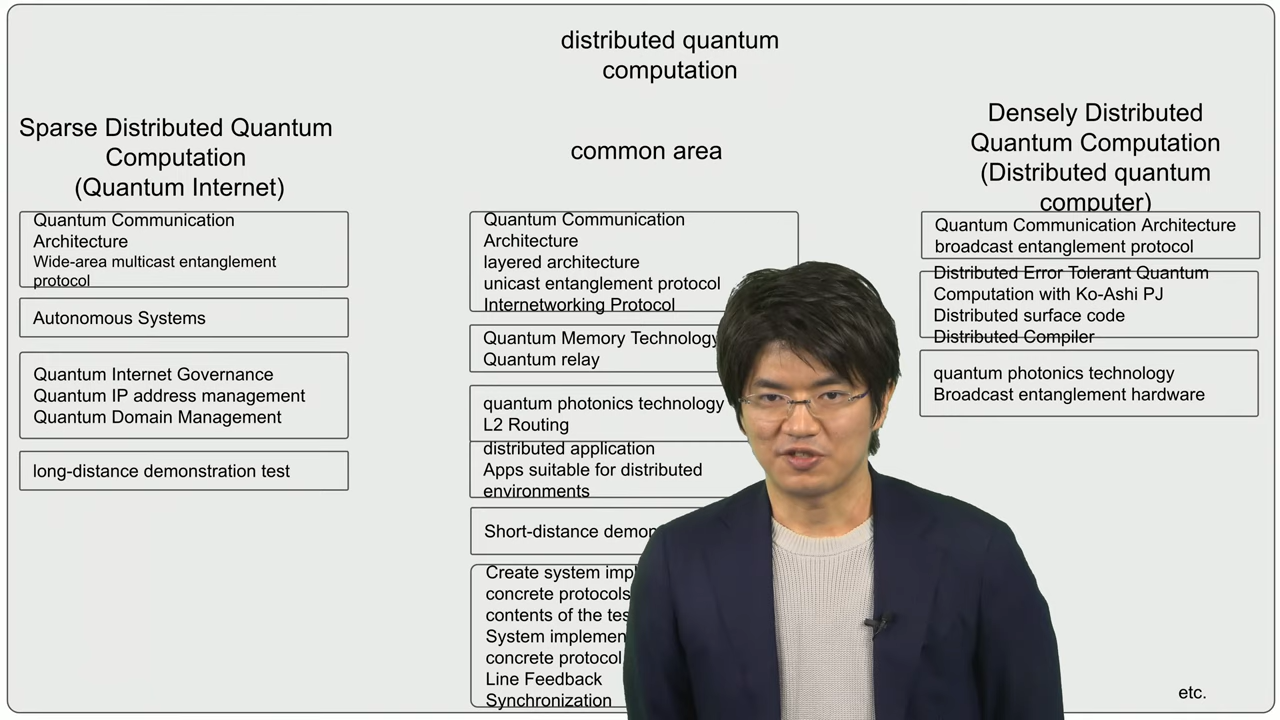 distributed quantum
computation
Sparse Distributed Quantum
Computation
(Quantum Internet)
Quantum Communication
Architecture
Wide-area multicast entanglement
protocol
Autonomous Systems
Quantum Internet Governance
Quantum IP address management
Quantum Domain Management
long-distance demonstration test
common area
Quantum Communication
Architecture
layered architecture
unicast entanglement protocol
Internetworking Protocol
Quantum Memory Technology
Quantum relay
quantum photonics technology
L2 Routing
distributed application
Apps suitable for distributed
environments
Short-distance
Create system
concrete protocols
contents of the
System
concrete protocol
Line Feedback
Synchronization
Densely Distributed
Quantum Computation
(Distributed quantum
computer)
Quantum Communication Architecture
broadcast entanglement protocol
Distributed Error Tolerant Quantum
Computation with Ko-Ashi PJ
Distributed surface code
Distributed Compiler
quantum photonics technology
Broadcast entanglement hardware
etc.